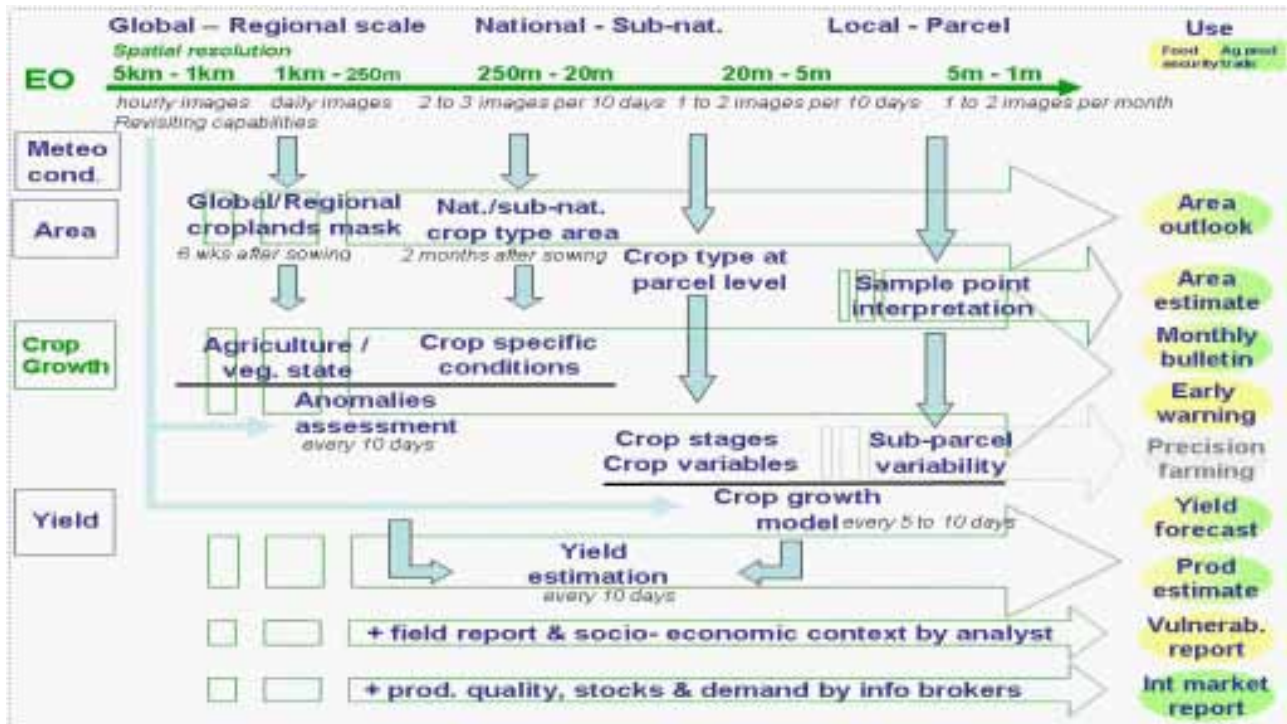 Global – Regional scale National - Sub-nat. Local - Parcel Use
Spatial resolution
Food security Ag prod trade
EO 5km - 1km 1km - 250m 250m - 20m 20m - 5m 5m - 1m
hourly images daily images 2 to 3 images per 10 days 1 to 2 images per 10 days 1 to 2 images per month
Revisiting capabilities
Meteo
cond.
Area
Global/Regional
croplands mask
6 wks after sowing
Nat./sub-nat.
crop type area
2 months after sowing
Crop type at
parcel level
Sample point
interpretation
Area
outlook
Area
estimate
Crop
Growth
Agriculture /
veg. state
Crop specific
conditions
Anomalies
assessment
every 10 days
Monthly
bulletin
Early
warning
Crop stages
Crop variables
Sub-parcel
variability
Precision
farming
Yield
Crop growth
model every 5 to 10 days
Yield
forecast
Yield
estimation
every 10 days
Prod
estimate
+ field report & socio- economic context by analyst
Vulnerab.
report
+ prod. quality, stocks & demand by info brokers
Int market
report